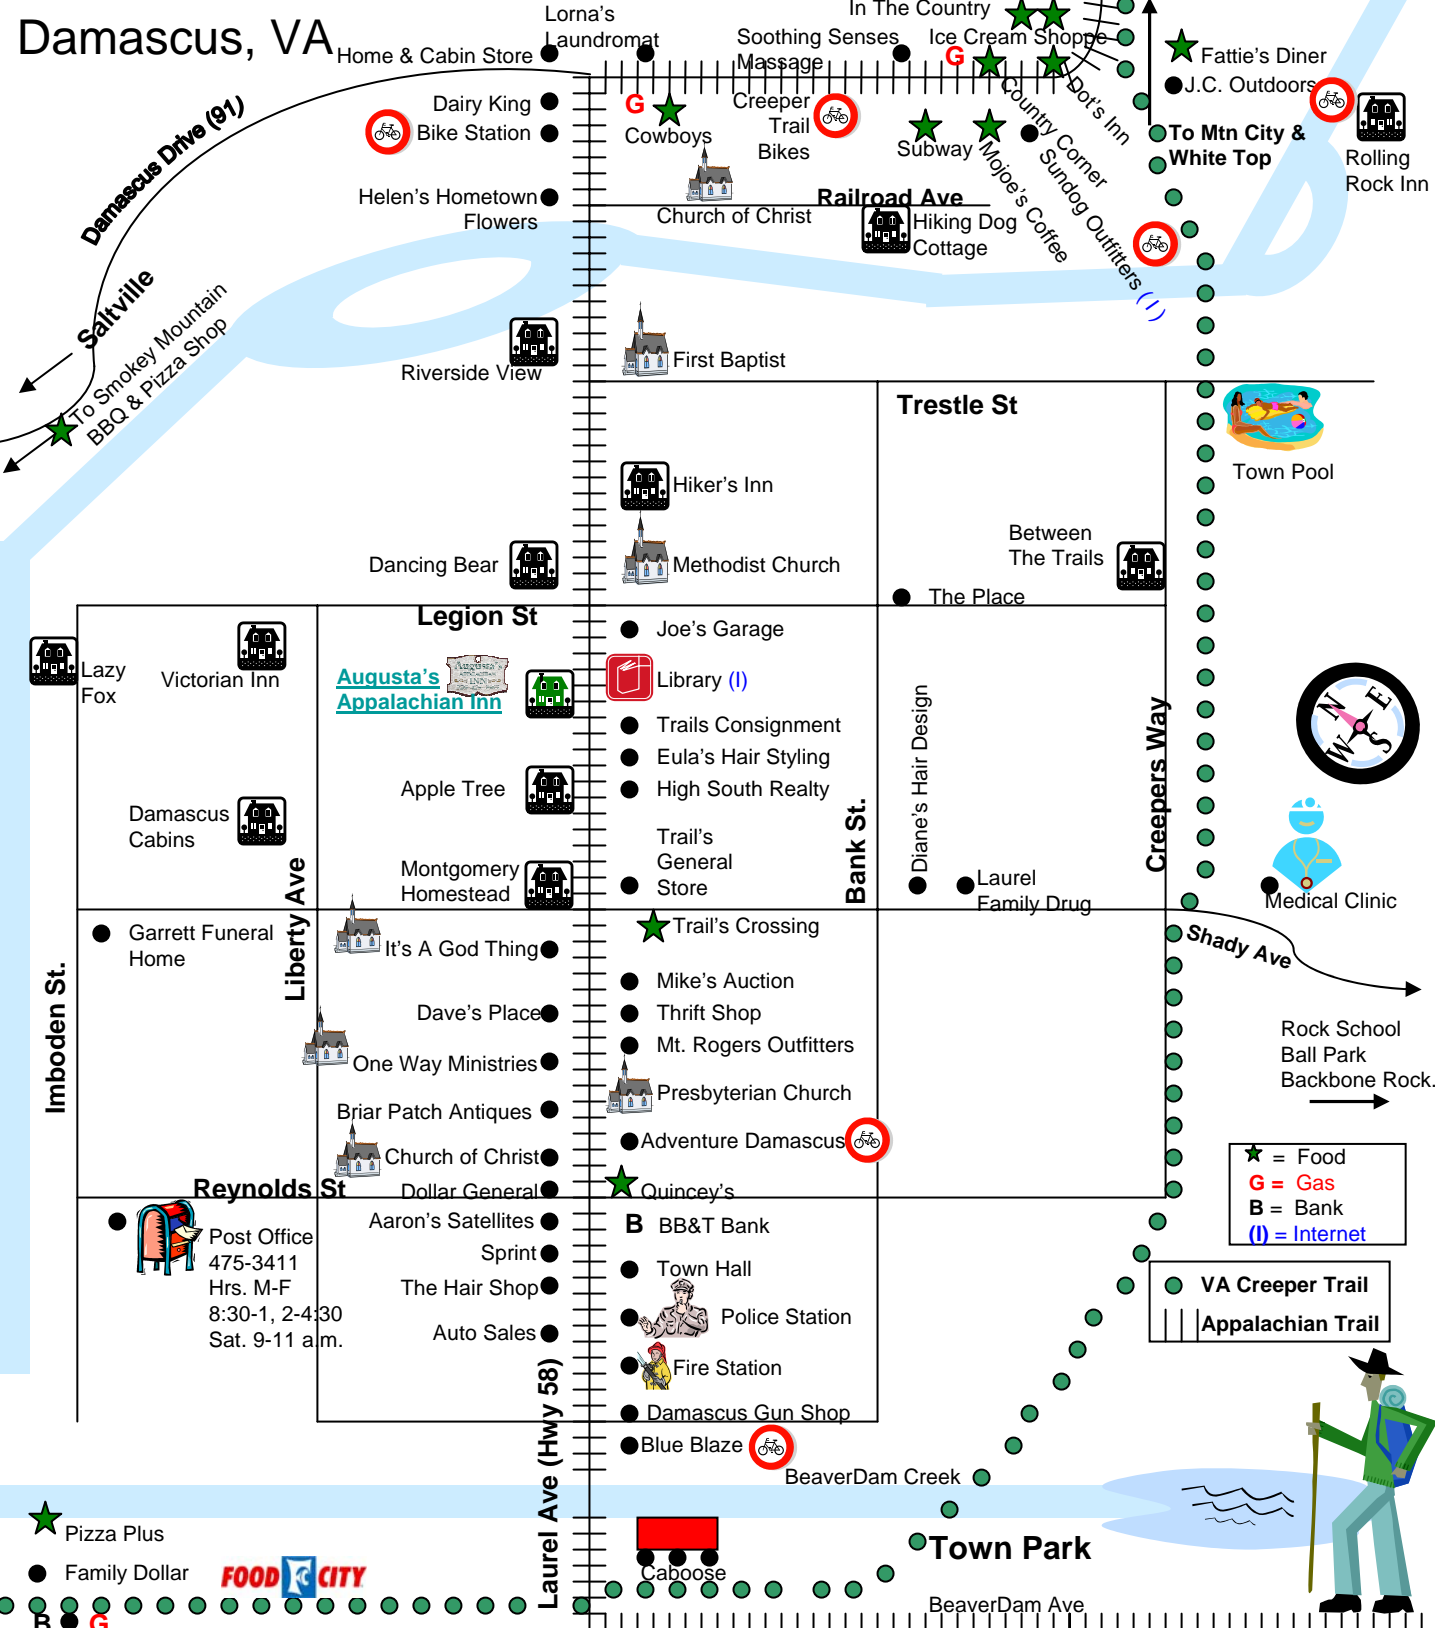 Damascus, VA
Lorna's
Laundromat
Home & Cabin Store
In The Country
Soothing Senses
Massage
Ice Cream Shoppe
G
Fattie's Diner
J.C. Outdoors
Damascus Drive (91)
Dairy King
Bike Station
G
Cowboys
Creeper
Trail
Bikes
Subway
Country Corner
Dot's Inn
To Mtn City &
White Top
Rolling
Rock Inn
Helen's Hometown
Flowers
Church of Christ
Railroad Ave
Hiking Dog
Cottage
Mojoe's Coffee
Sundog Outfitters (I)
Saltville
To Smokey Mountain
BBQ & Pizza Shop
Riverside View
First Baptist
Trestle St
Town Pool
Hiker's Inn
Dancing Bear
Methodist Church
Between
The Trails
The Place
Legion St
Joe's Garage
Lazy
Fox
Victorian Inn
Augusta's
Appalachian Inn
Augusta's
INN
Library (I)
Trails Consignment
Eula's Hair Styling
High South Realty
Diane's Hair Design
Creepers Way
N
E
S
W
Apple Tree
Damascus
Cabins
Trail's
General
Store
Bank St.
Montgomery
Homestead
Laurel
Family Drug
Medical Clinic
Liberty Ave
Garrett Funeral
Home
It's A God Thing
Trail's Crossing
Shady Ave
Imboden St.
Mike's Auction
Dave's Place
Thrift Shop
Mt. Rogers Outfitters
Rock School
Ball Park
Backbone Rock.
One Way Ministries
Presbyterian Church
Briar Patch Antiques
Adventure Damascus
Church of Christ
Reynolds St
Dollar General
Quincey's
= Food
G = Gas
B = Bank
(I) = Internet
Post Office
475-3411
Hrs. M-F
8:30-1, 2-4:30
Sat. 9-11 a.m.
Aaron's Satellites
B BB&T Bank
Sprint
Town Hall
The Hair Shop
VA Creeper Trail
Appalachian Trail
Police Station
Auto Sales
Fire Station
Laurel Ave (Hwy 58)
Damascus Gun Shop
Blue Blaze
BeaverDam Creek
Pizza Plus
Family Dollar
FOOD FC CITY
Caboose
Town Park
BeaverDam Ave
B
G